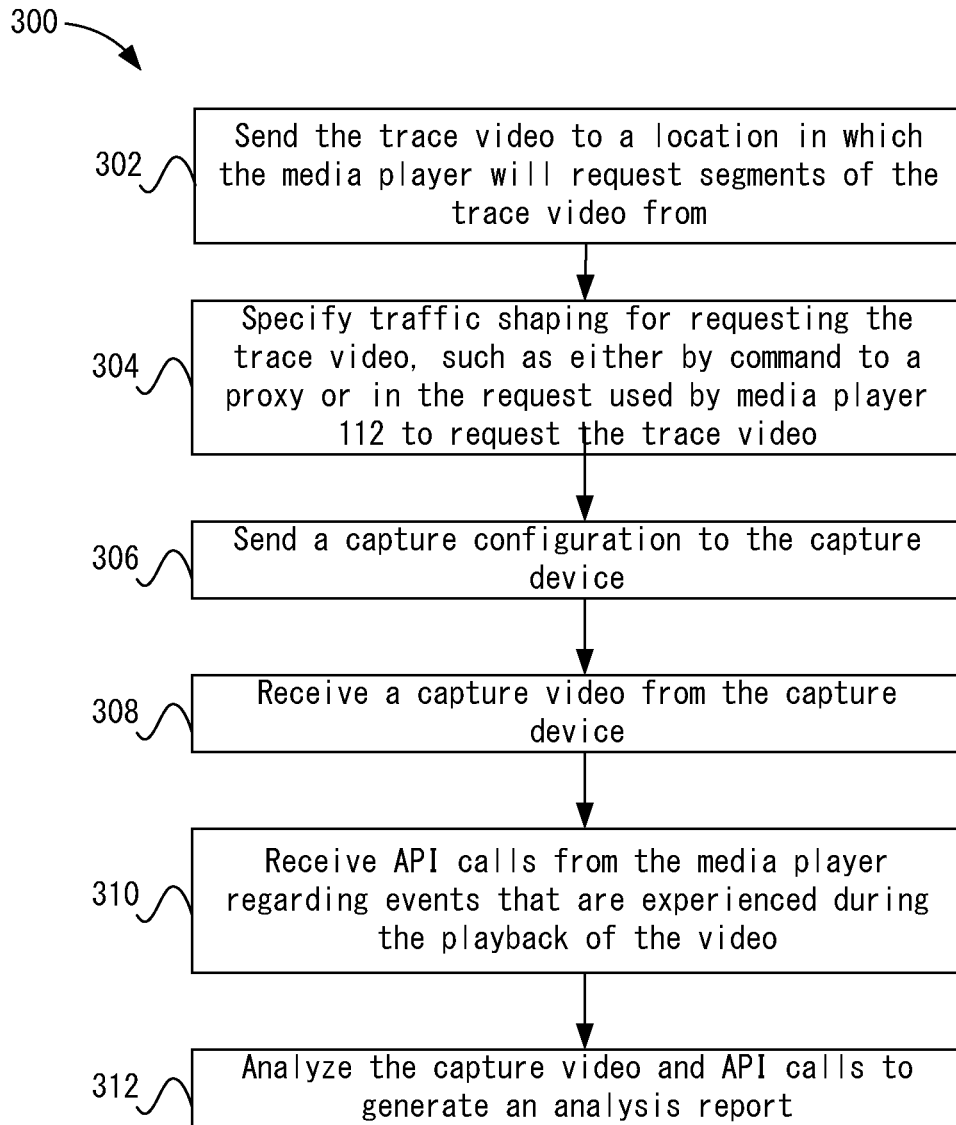 300
302
Send the trace video to a location in which
the media player will request segments of the
trace video from
304
Specify traffic shaping for requesting the
trace video, such as either by command to a
proxy or in the request used by media player
112 to request the trace video
306
Send a capture configuration to the capture
device
308
Receive a capture video from the capture
device
310
Receive API calls from the media player
regarding events that are experienced during
the playback of the video
312
Analyze the capture video and API calls to
generate an analysis report